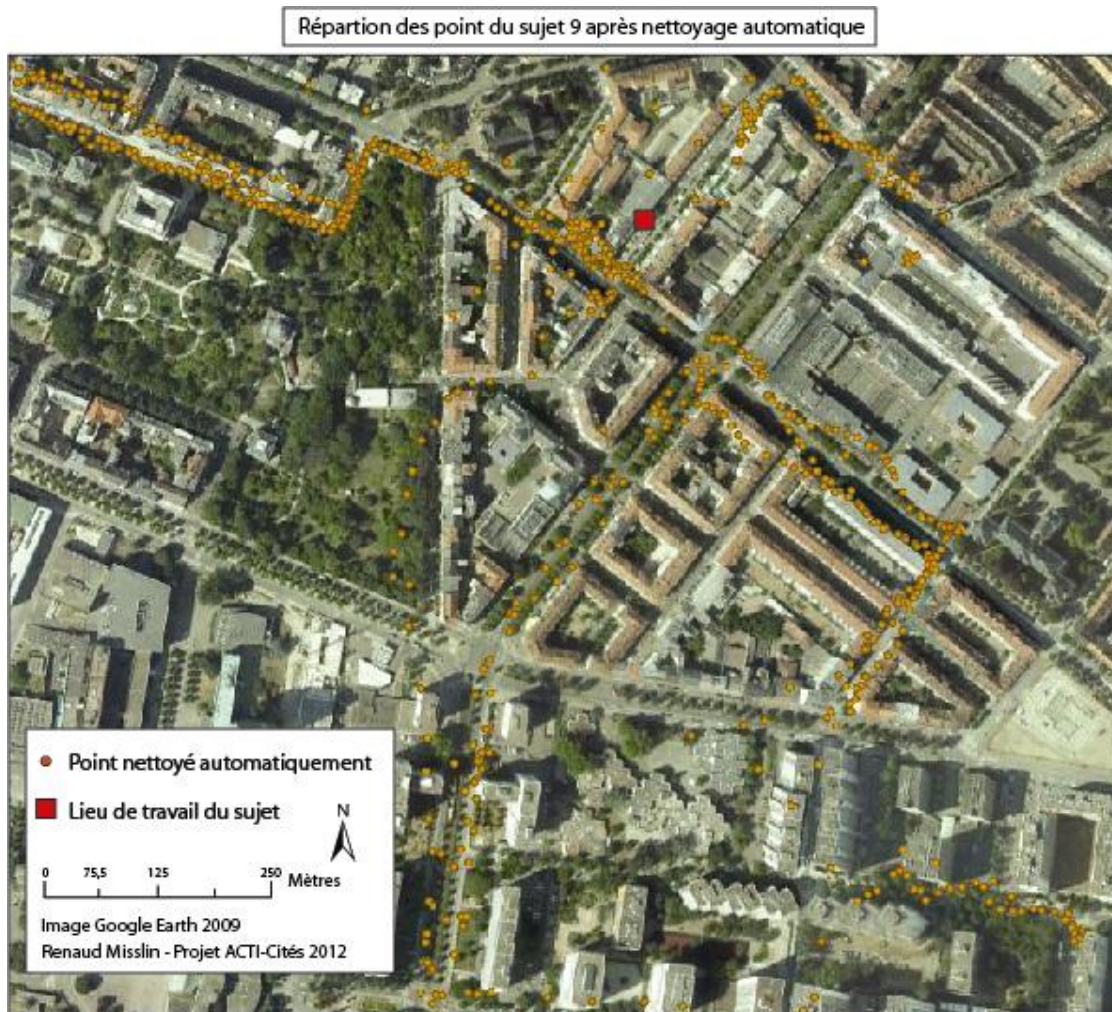 Répartion des point du sujet 9 après nettoyage automatique
Point nettoyé automatiquement
Lieu de travail du sujet
N
0 75,5 125 250 Mètres
Image Google Earth 2009
Renaud Misslin - Projet ACTI-Cités 2012